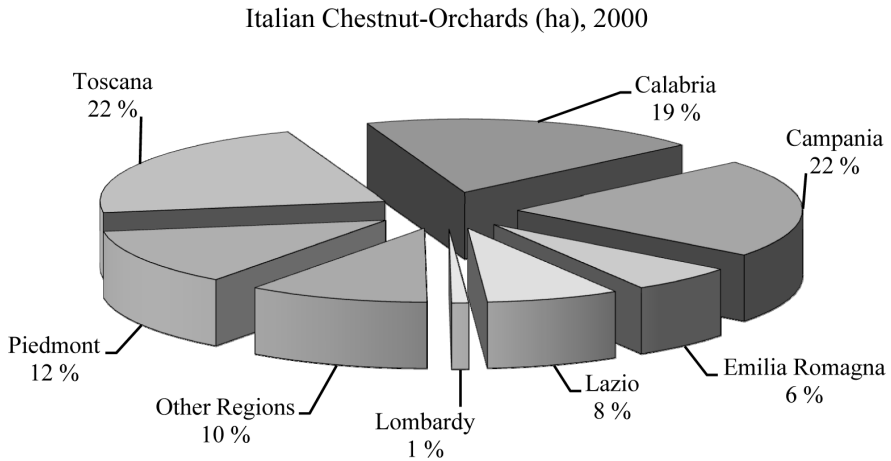 Italian Chestnut-Orchards (ha), 2000
Toscana
22 %
Calabria
19 %
Campania
22 %
Piedmont
12 %
Other Regions
10 %
Lombardy
1 %
Lazio
8 %
Emilia Romagna
6 %